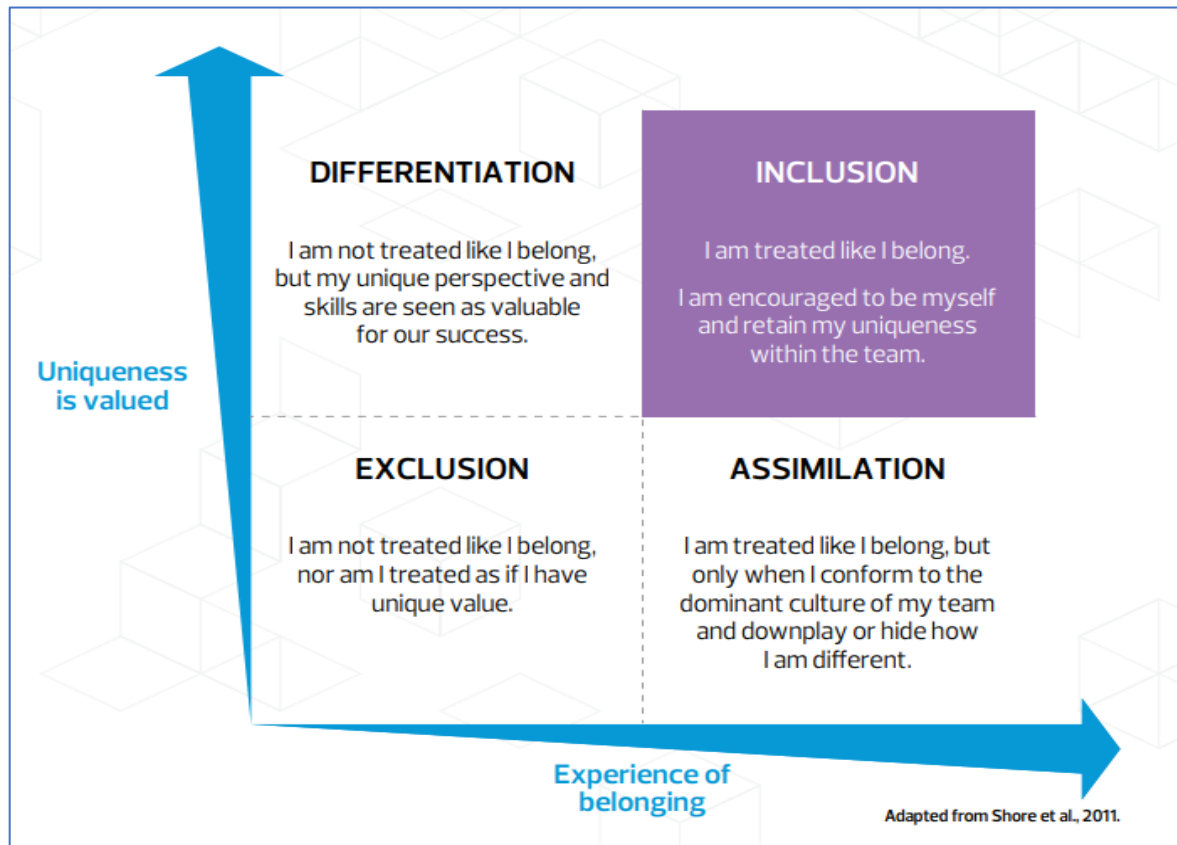 DIFFERENTIATION
I am not treated like I belong,
but my unique perspective and
skills are seen as valuable
for our success.
INCLUSION
I am treated like I belong.
I am encouraged to be myself
and retain my uniqueness
within the team.
Uniqueness
is valued
EXCLUSION
I am not treated like I belong,
nor am I treated as if I have
unique value.
ASSIMILATION
I am treated like I belong, but
only when I conform to the
dominant culture of my team
and downplay or hide how
I am different.
Experience of
belonging
Adapted from Shore et al., 2011.